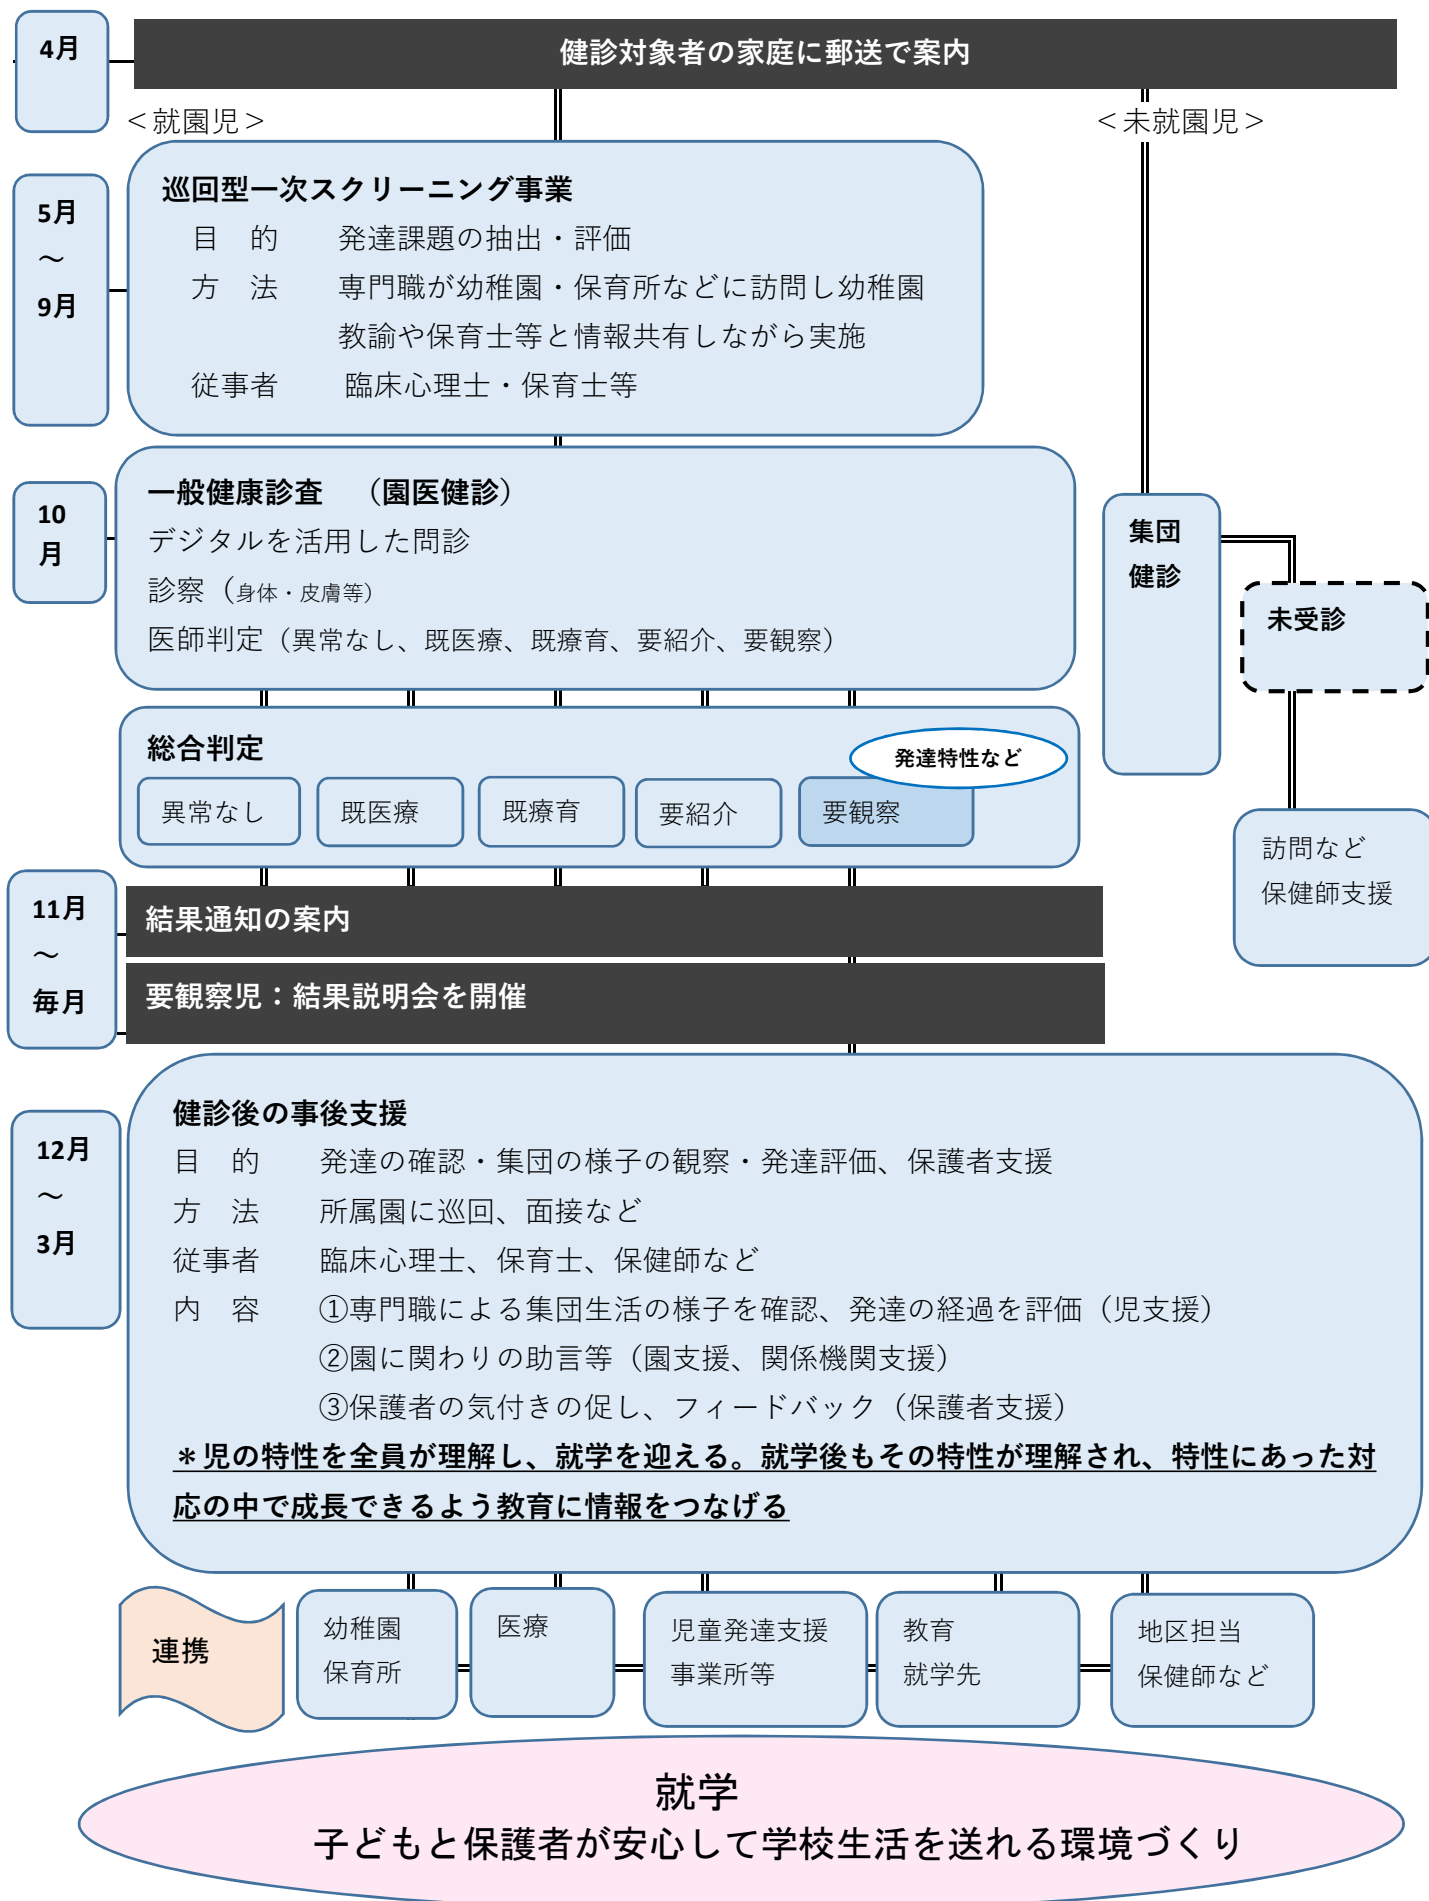 4月
健診対象者の家庭に郵送で案内
＜就園児＞
＜未就園児＞
5月
～
9月
巡回型一次スクリーニング事業
目　的　　発達課題の抽出・評価
方　法　　専門職が幼稚園・保育所などに訪問し幼稚園
教諭や保育士等と情報共有しながら実施
従事者　　臨床心理士・保育士等
10
月
一般健康診査　（園医健診）
デジタルを活用した問診
診察（身体・皮膚等）
医師判定（異常なし、既医療、既療育、要紹介、要観察）
集団
健診
未受診
訪問など
保健師支援
総合判定
発達特性など
異常なし
既医療
既療育
要紹介
要観察
11月
～
毎月
結果通知の案内
要観察児：結果説明会を開催
12月
～
3月
健診後の事後支援
目　的　　発達の確認・集団の様子の観察・発達評価、保護者支援
方　法　　所属園に巡回、面接など
従事者　　臨床心理士、保育士、保健師など
内　容　　①専門職による集団生活の様子を確認、発達の経過を評価（児支援）
②園に関わりの助言等（園支援、関係機関支援）
③保護者の気付きの促し、フィードバック（保護者支援）
＊児の特性を全員が理解し、就学を迎える。就学後もその特性が理解され、特性にあった対
応の中で成長できるよう教育に情報をつなげる
連携
幼稚園
保育所
医療
児童発達支援
事業所等
教育
就学先
地区担当
保健師など
就学
子どもと保護者が安心して学校生活を送れる環境づくり